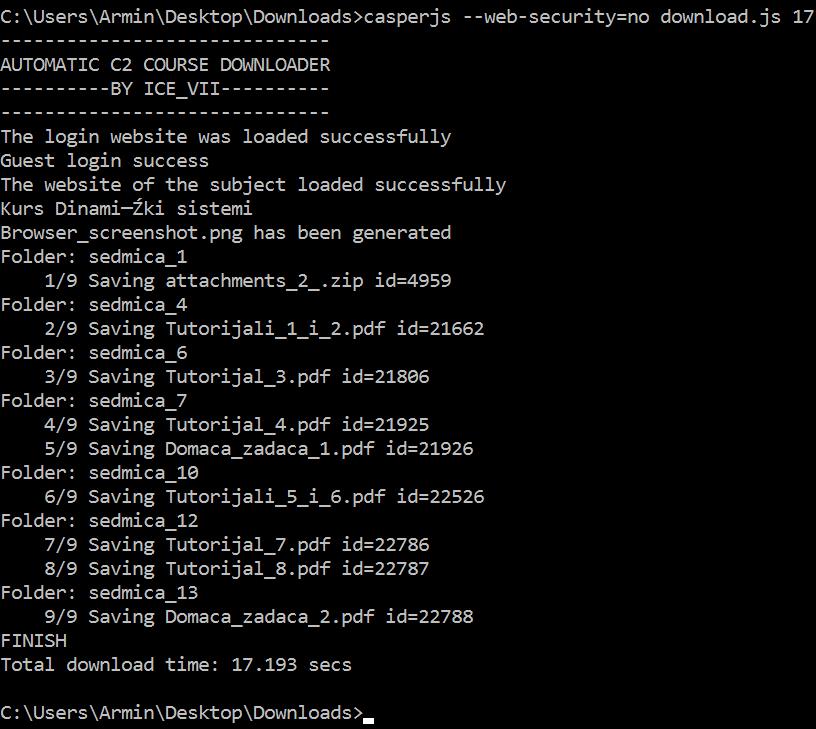 C:\Users\Armin\Desktop\Downloads>casperjs --web-security=no download.js 17
------------------------------
AUTOMATIC C2 COURSE DOWNLOADER
----------BY ICE_VII----------
------------------------------
The login website was loaded successfully
Guest login success
The website of the subject loaded successfully
Kurs Dinami─Źki sistemi
Browser_screenshot.png has been generated
Folder: sedmica_1
    1/9 Saving attachments_2_.zip id=4959
Folder: sedmica_4
    2/9 Saving Tutorijali_1_i_2.pdf id=21662
Folder: sedmica_6
    3/9 Saving Tutorijal_3.pdf id=21806
Folder: sedmica_7
    4/9 Saving Tutorijal_4.pdf id=21925
    5/9 Saving Domaca_zadaca_1.pdf id=21926
Folder: sedmica_10
    6/9 Saving Tutorijali_5_i_6.pdf id=22526
Folder: sedmica_12
    7/9 Saving Tutorijal_7.pdf id=22786
    8/9 Saving Tutorijal_8.pdf id=22787
Folder: sedmica_13
    9/9 Saving Domaca_zadaca_2.pdf id=22788
FINISH
Total download time: 17.193 secs
C:\Users\Armin\Desktop\Downloads>